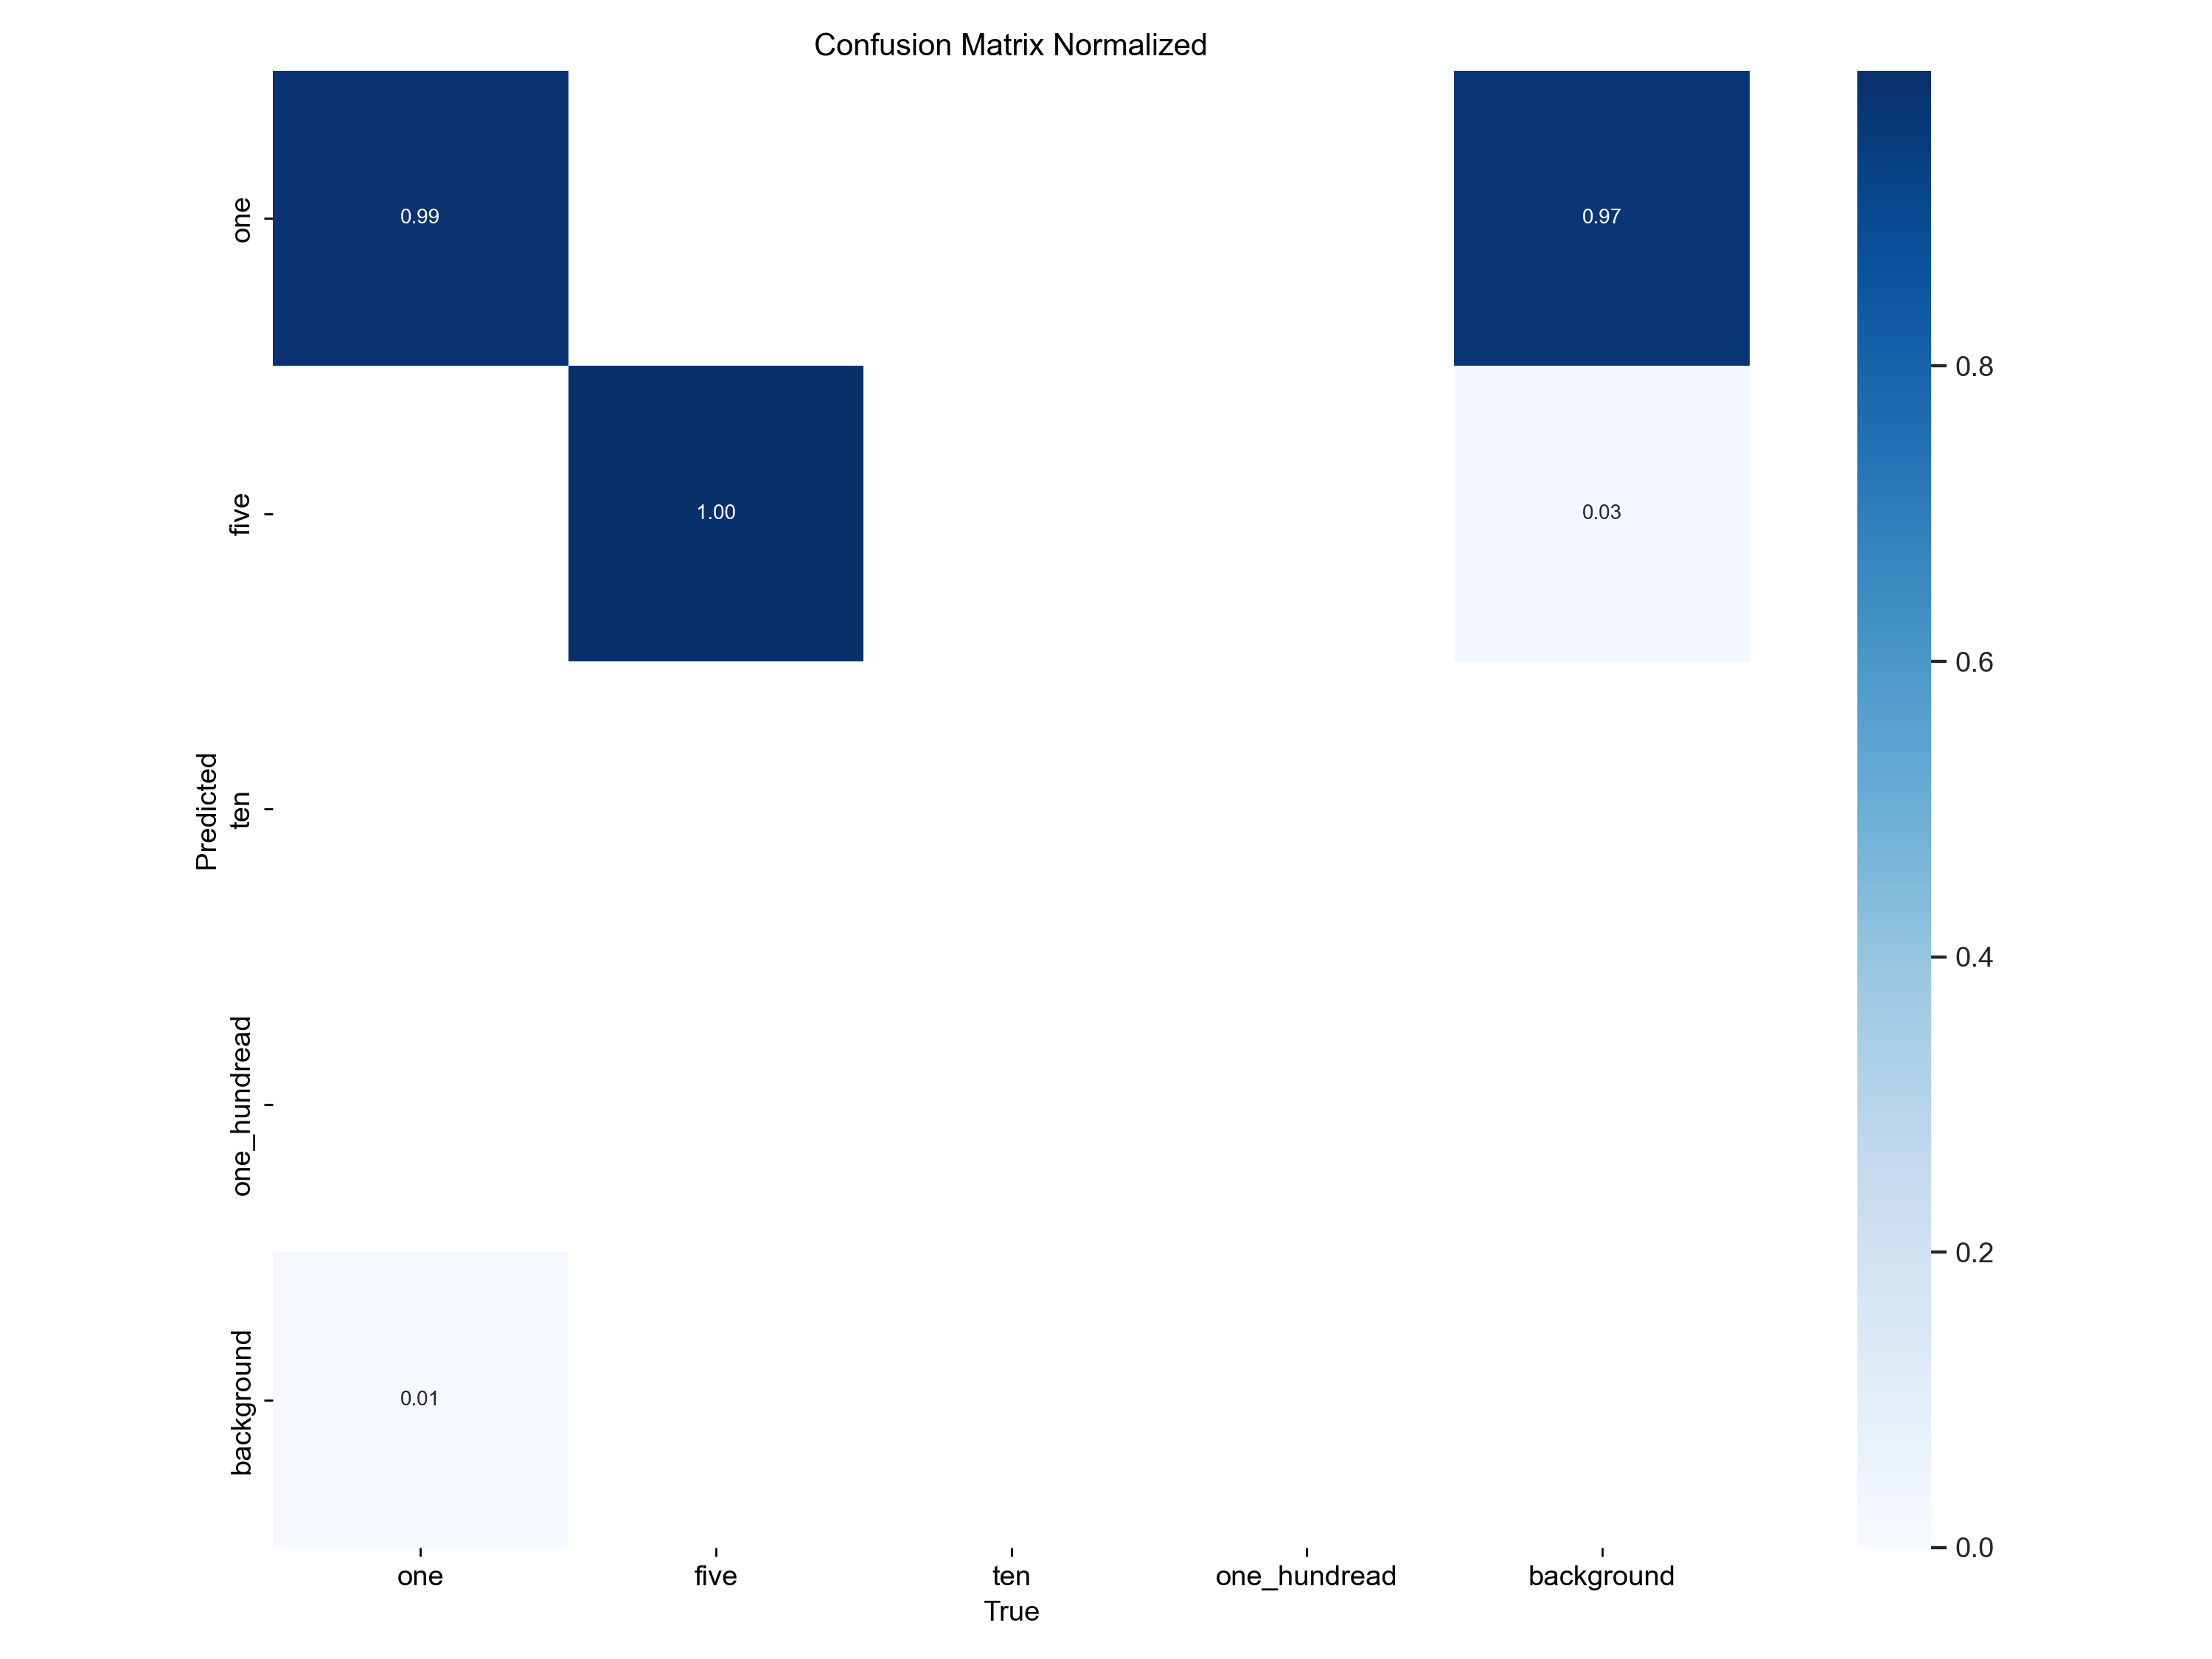 Confusion Matrix Normalized
one
0.99
0.97
five
1.00
0.03
ten
one_hundread
background
0.01
Predicted
one five ten one_hundread background
True
0.8
0.6
0.4
0.2
0.0